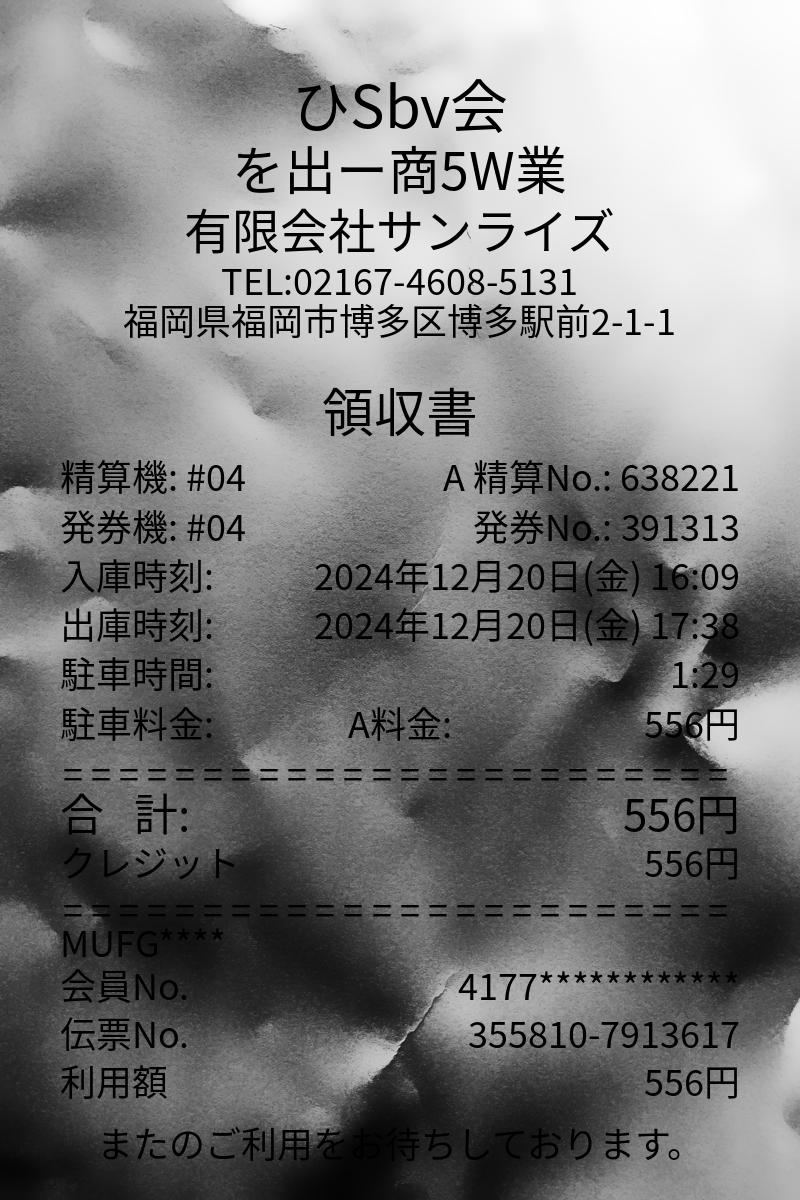 ひSbv会
を出ー商5W業
有限会社サンライズ
TEL:02167-4608-5131
福岡県福岡市博多区博多駅前2-1-1
領収書
精算機: #04 A 精算No.: 638221
発券機: #04 発券No.: 391313
入庫時刻: 2024年12月20日(金) 16:09
出庫時刻: 2024年12月20日(金) 17:38
駐車時間: 1:29
駐車料金: A料金: 556円
========================
合 計: 556円
クレジット 556円
========================
MUFG****
会員No. 4177************
伝票No. 355810-7913617
利用額 556円
またのご利用をお待ちしております。